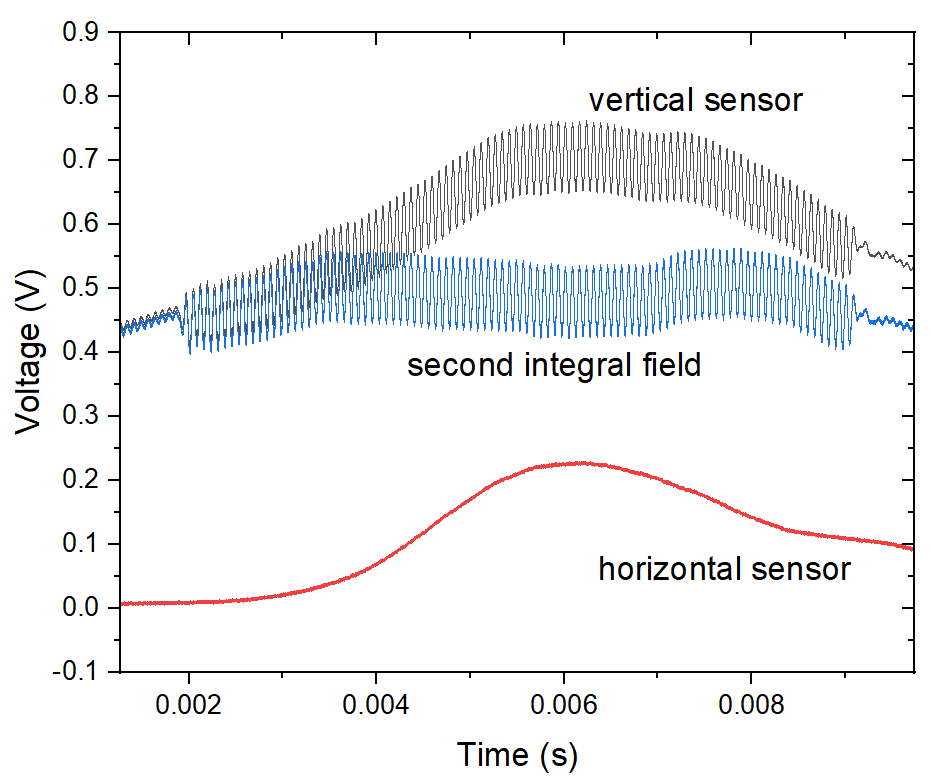 0.9
0.8
vertical sensor
0.7
0.6
0.5
0.4
second integral field
0.3
0.2
0.1
horizontal sensor
0.0
-0.1
Voltage (V)
0.002 0.004 0.006 0.008
Time (s)